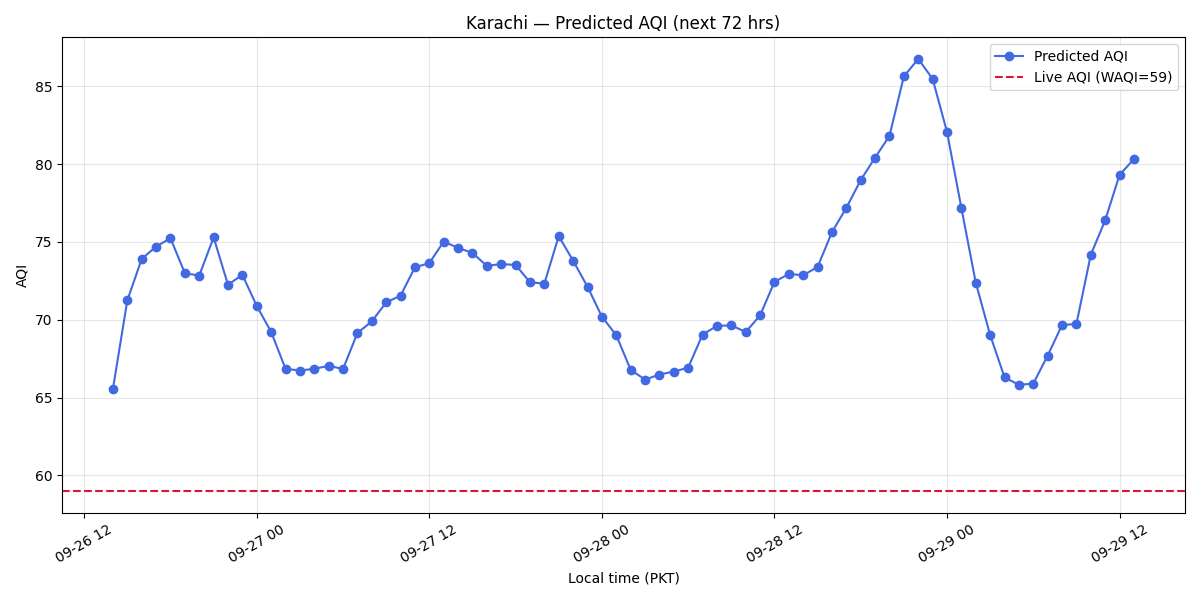 Karachi — Predicted AQI (next 72 hrs)
Predicted AQI
Live AQI (WAQI=59)
AQI
85
80
75
70
65
60
09-26 12
09-27 00
09-27 12
09-28 00
09-28 12
09-29 00
09-29 12
Local time (PKT)